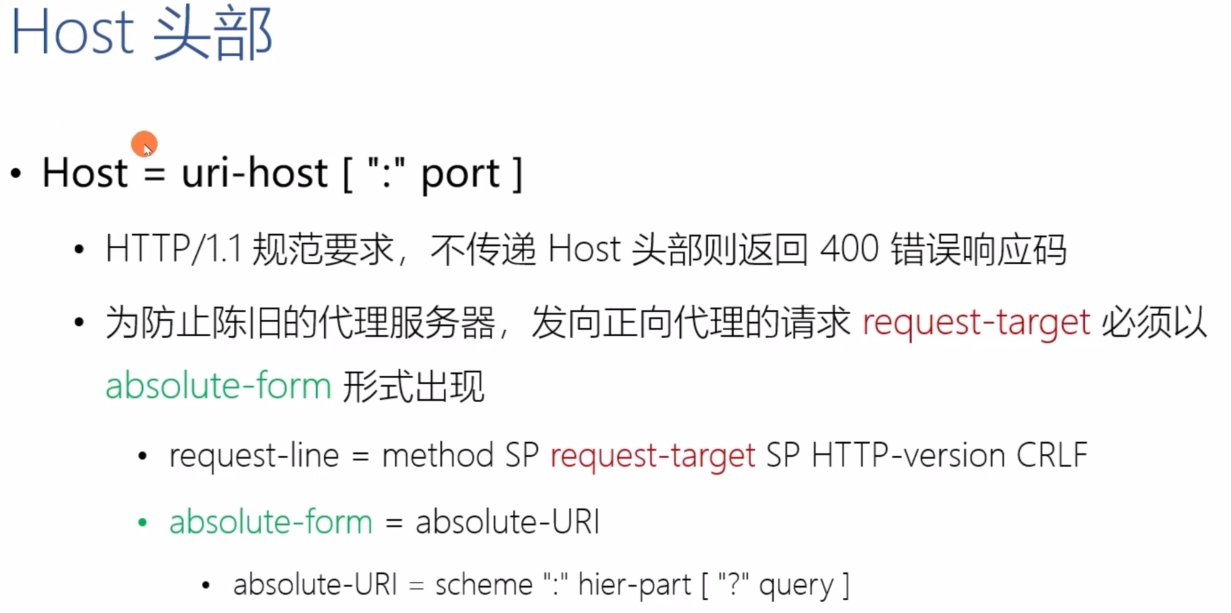 Host 头部
• Host = uri-host [ ":" port ]
• HTTP/1.1 规范要求，不传递 Host 头部则返回 400 错误响应码
• 为防止陈旧的代理服务器，发向正向代理的请求 request-target 必须以
absolute-form 形式出现
• request-line = method SP request-target SP HTTP-version CRLF
• absolute-form = absolute-URI
• absolute-URI = scheme ":" hier-part [ "?" query ]